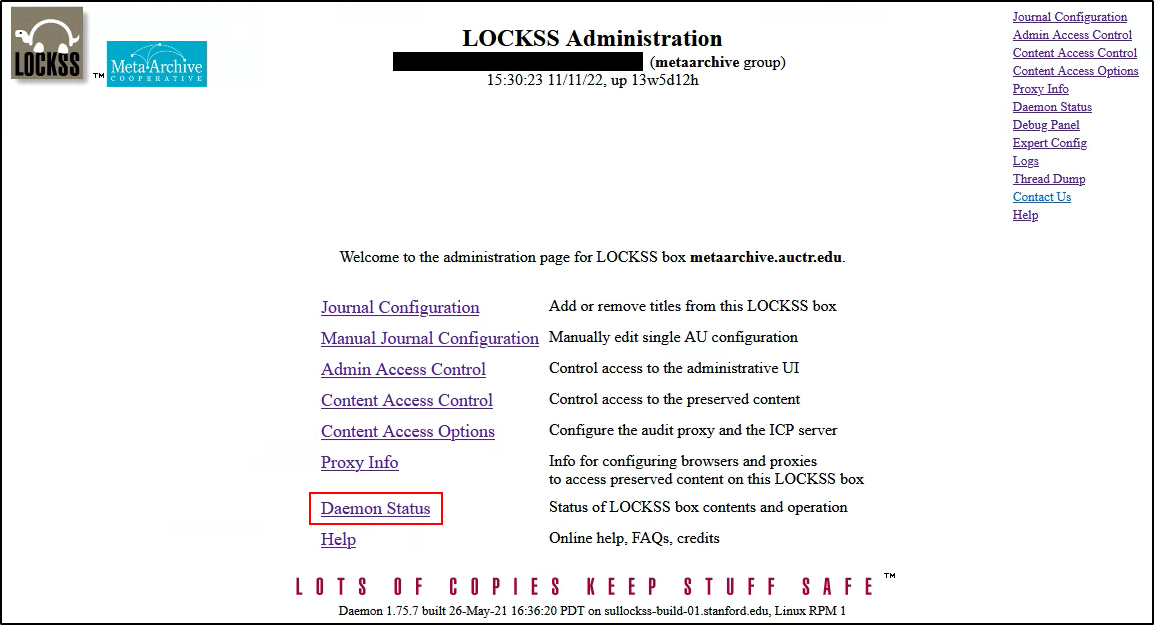 LOCKSS
TM
MetaArchive
COOPERATIVE
LOCKSS Administration
(metaarchive group)
15:30:23 11/11/22, up 13w5d12h
Journal Configuration
Admin Access Control
Content Access Control
Content Access Options
Proxy Info
Daemon Status
Debug Panel
Expert Config
Logs
Thread Dump
Contact Us
Help
Welcome to the administration page for LOCKSS box metaarchive.auctr.edu.
Journal Configuration Add or remove titles from this LOCKSS box
Manual Journal Configuration Manually edit single AU configuration
Admin Access Control Control access to the administrative UI
Content Access Control Control access to the preserved content
Content Access Options Configure the audit proxy and the ICP server
Proxy Info Info for configuring browsers and proxies
to access preserved content on this LOCKSS box
Daemon Status Status of LOCKSS box contents and operation
Help Online help, FAQs, credits
LOTS OF COPIES KEEP STUFF SAFE TM
Daemon 1.75.7 built 26-May-21 16:36:20 PDT on sullockss-build-01.stanford.edu, Linux RPM 1